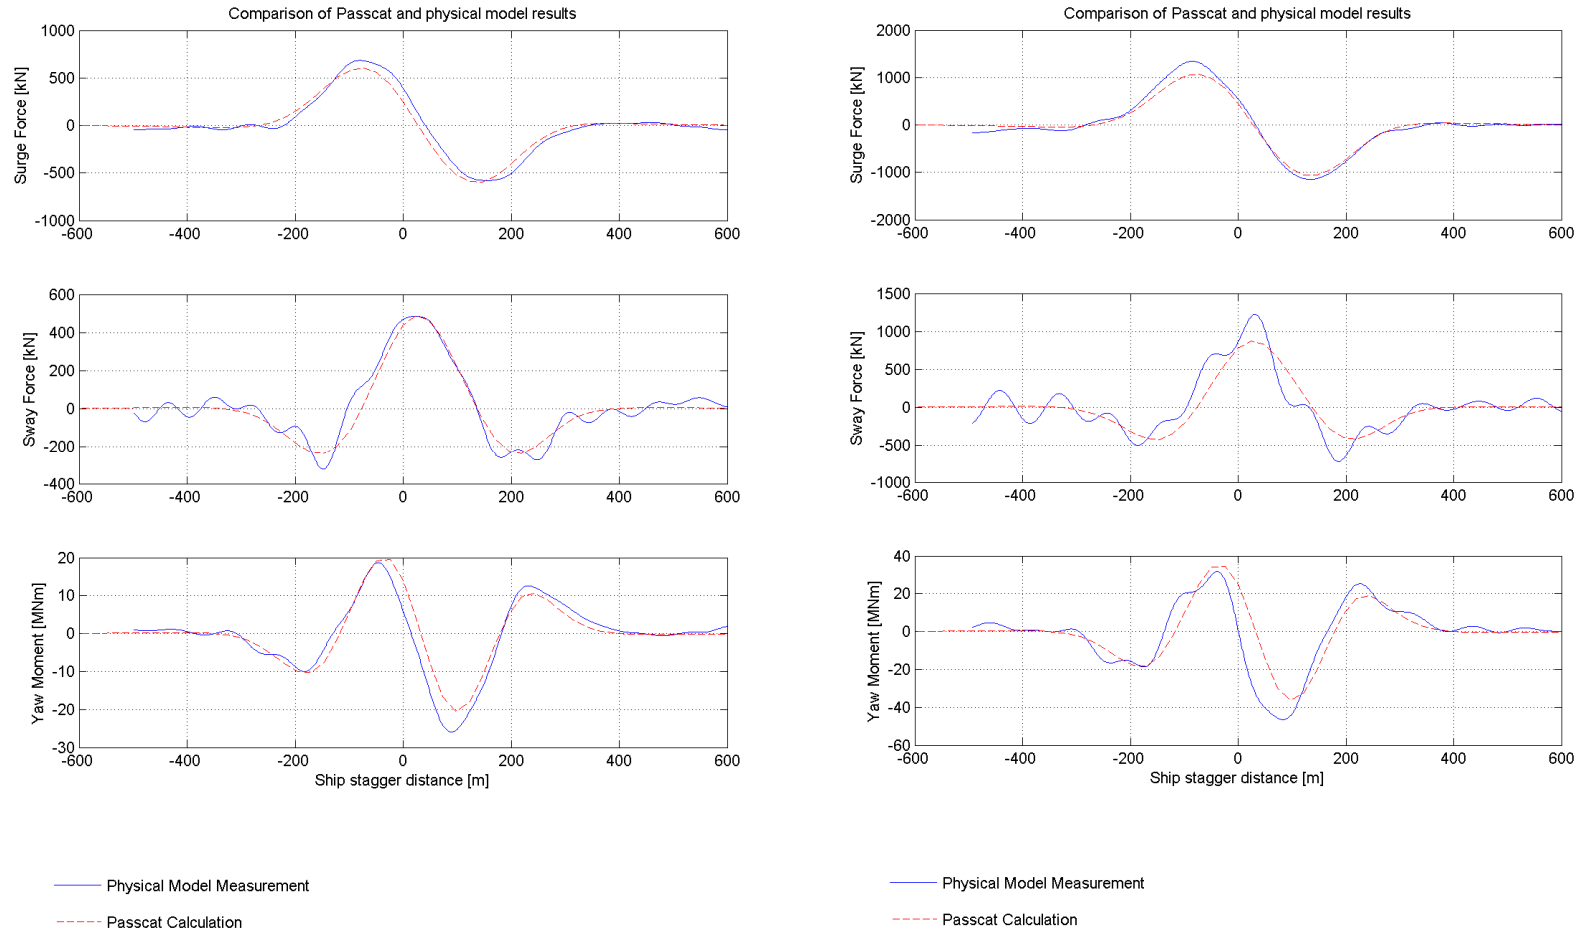 Comparison of Passcat and physical model results
1000
500
0
-500
-1000
Surge Force [kN]
-600 -400 -200 0 200 400 600
600
400
200
0
-200
-400
Sway Force [kN]
-600 -400 -200 0 200 400 600
20
10
0
-10
-20
-30
Yaw Moment [MNm]
-600 -400 -200 0 200 400 600
Ship stagger distance [m]
Physical Model Measurement
Passcat Calculation
Comparison of Passcat and physical model results
2000
1000
0
-1000
-2000
Surge Force [kN]
-600 -400 -200 0 200 400 600
1500
1000
500
0
-500
-1000
Sway Force [kN]
-600 -400 -200 0 200 400 600
40
20
0
-20
-40
-60
Yaw Moment [MNm]
-600 -400 -200 0 200 400 600
Ship stagger distance [m]
Physical Model Measurement
Passcat Calculation